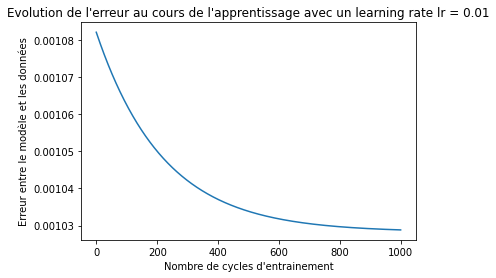 Evolution de l'erreur au cours de l'apprentissage avec un learning rate lr = 0.01
Erreur entre le modèle et les données
0.00108
0.00107
0.00106
0.00105
0.00104
0.00103
0 200 400 600 800 1000
Nombre de cycles d'entrainement